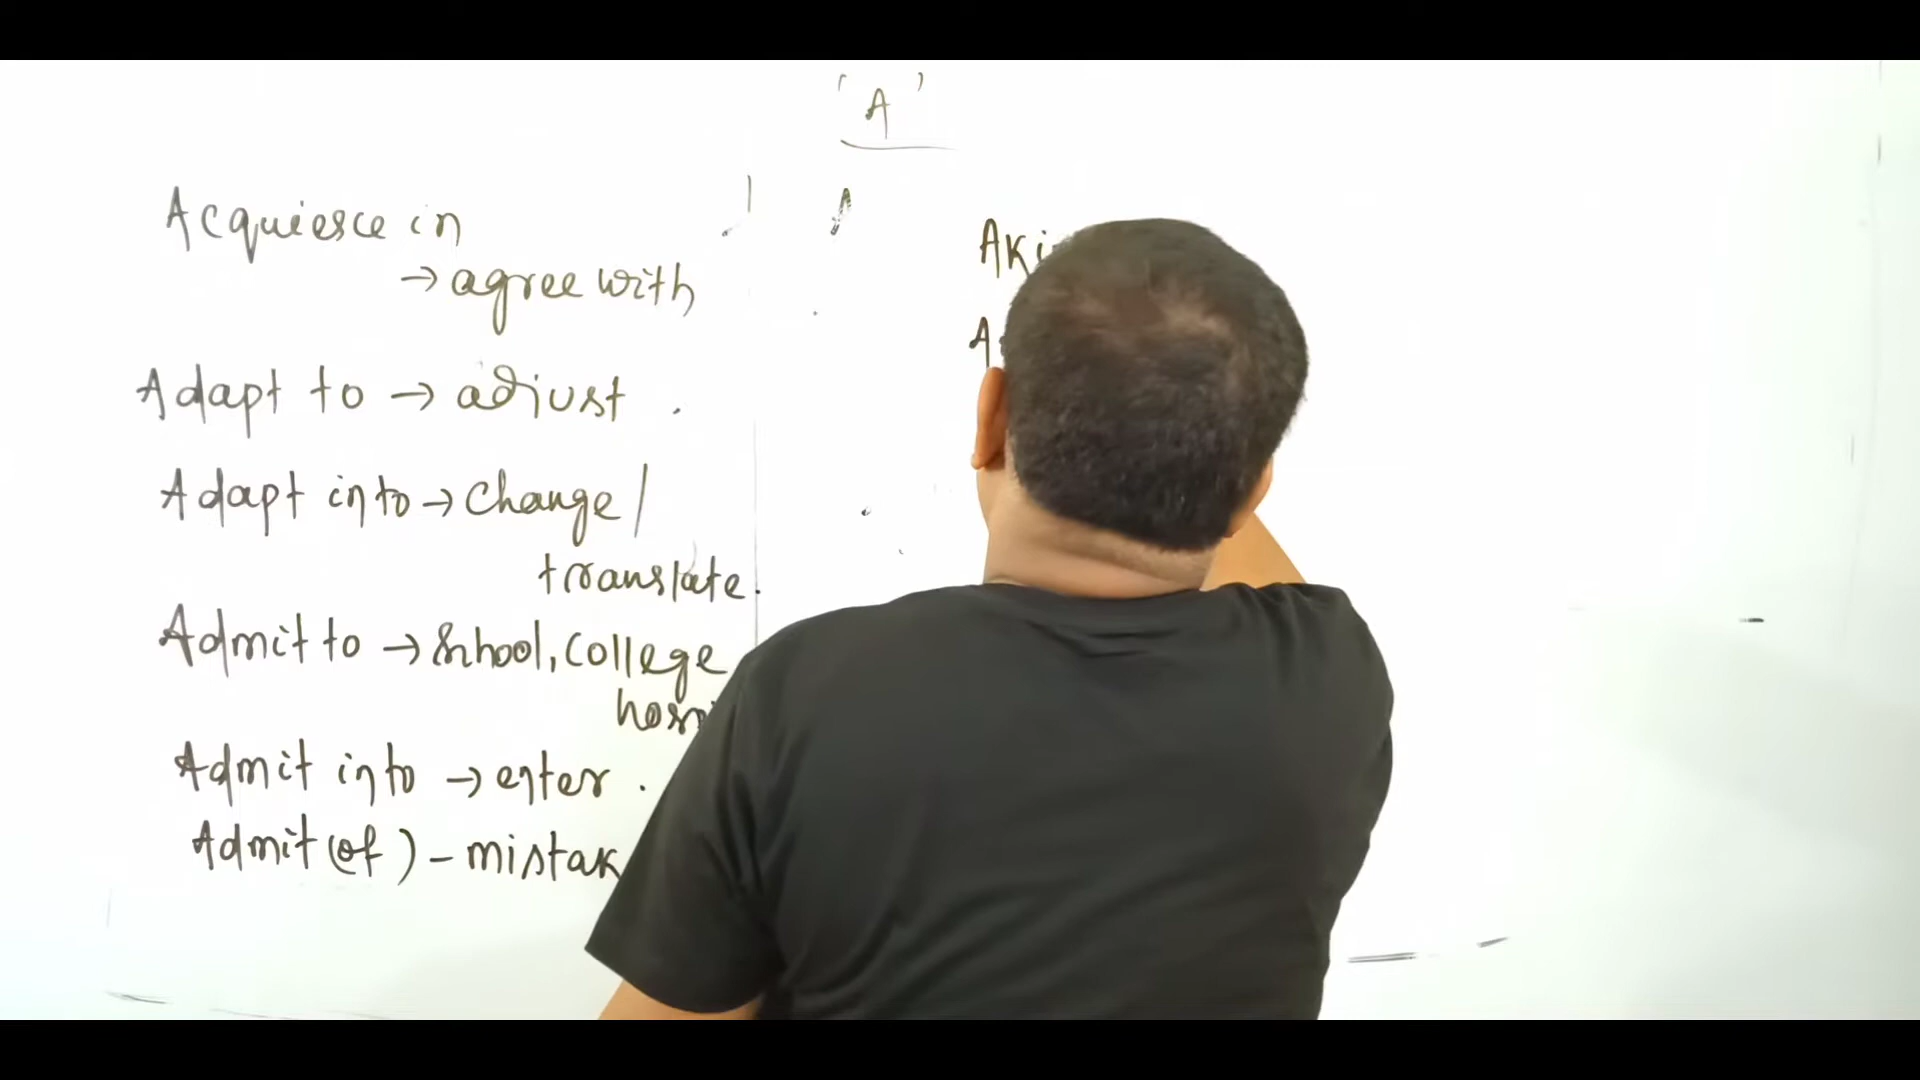 'A'
Acquiesce in
→ agree with
Adapt to → adjust .
Adapt into → Change /
translate.
Admit to → School, College
Admit into → enter .
Admit (of) - mistak